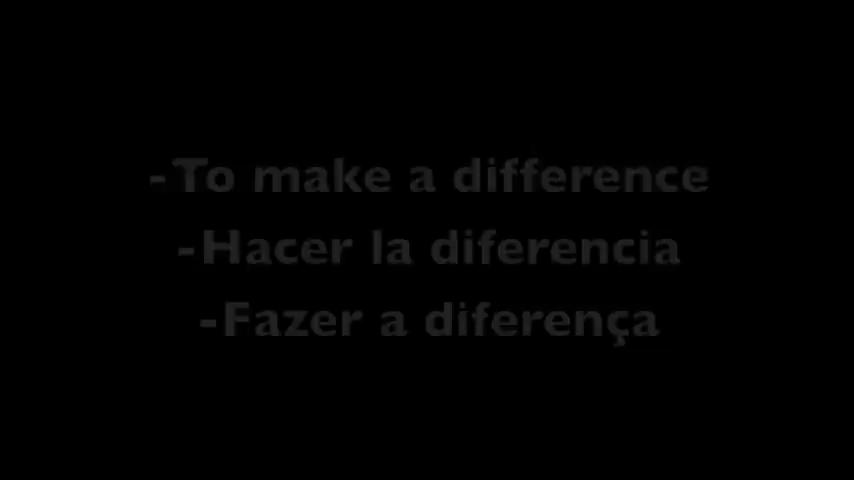 -To make a difference
-Hacer la diferencia
-Fazer a diferença